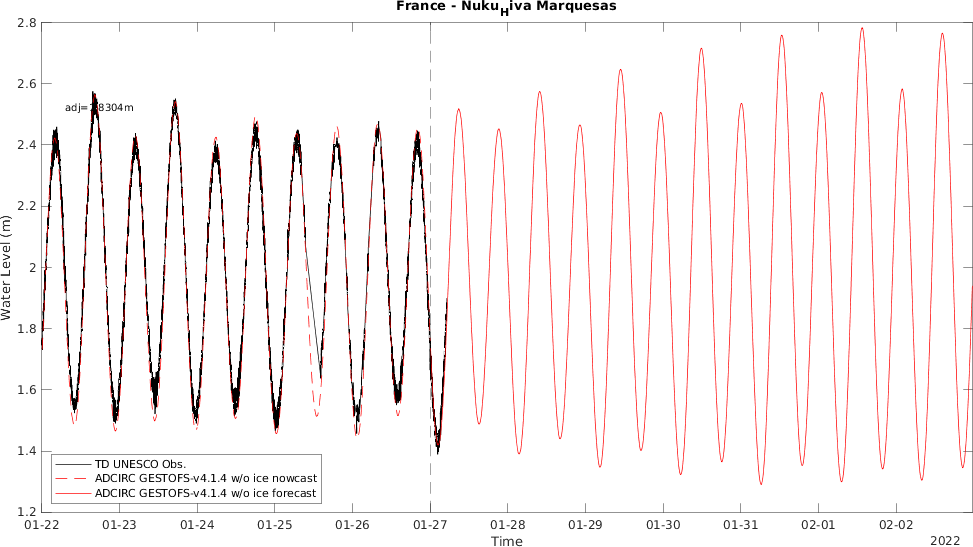 France - Nuku Hiva Marquesas
2.8
2.6
2.4
2.2
2
1.8
1.6
1.4
1.2
Water Level (m)
adj= 8304m
TD UNESCO Obs.
ADCIRC GESTOFS-v4.1.4 w/o ice nowcast
ADCIRC GESTOFS-v4.1.4 w/o ice forecast
01-22 01-23 01-24 01-25 01-26 01-27 01-28 01-29 01-30 01-31 02-01 02-02
Time
2022